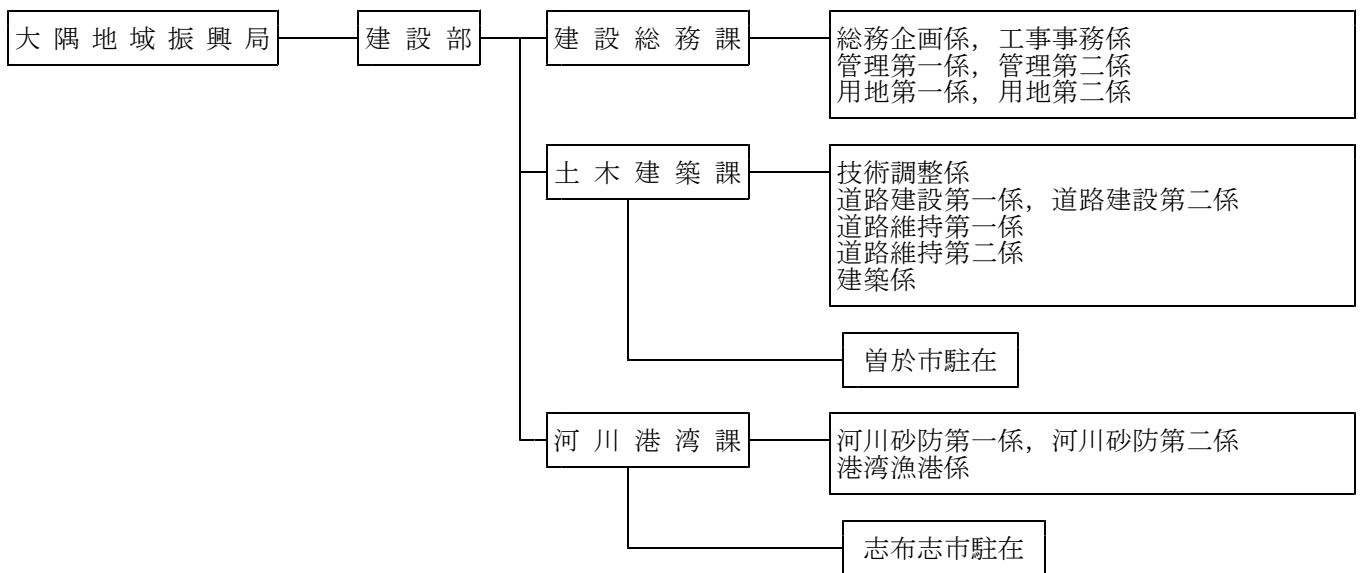 大隅地域振興局
建設部
建設総務課
総務企画係，工事事務係
管理第一係，管理第二係
用地第一係，用地第二係
土木建築課
技術調整係
道路建設第一係，道路建設第二係
道路維持第一係
道路維持第二係
建築係
曽於市駐在
河川港湾課
河川砂防第一係，河川砂防第二係
港湾漁港係
志布志市駐在